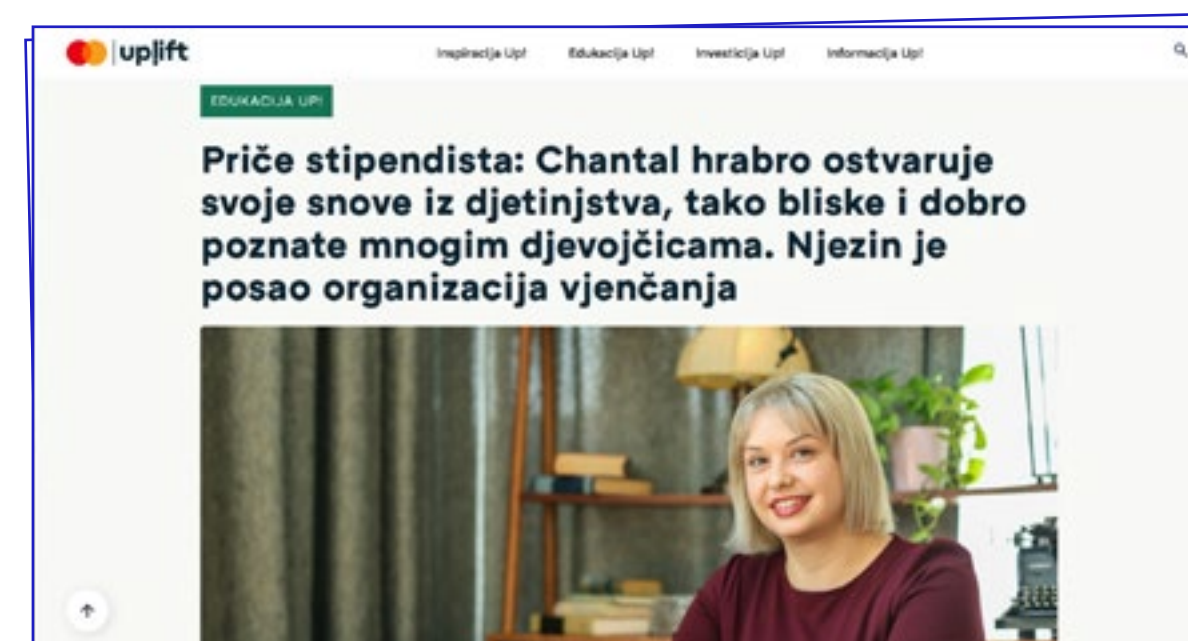 up|ift
Inspiracija Up! Edukacija Up! Investicija Up! Informacija Up!
EDUKACIJA UP!
Priče stipendista: Chantal hrabro ostvaruje
svoje snove iz djetinjstva, tako bliske i dobro
poznate mnogim djevojčicama. Njezin je
posao organizacija vjenčanja